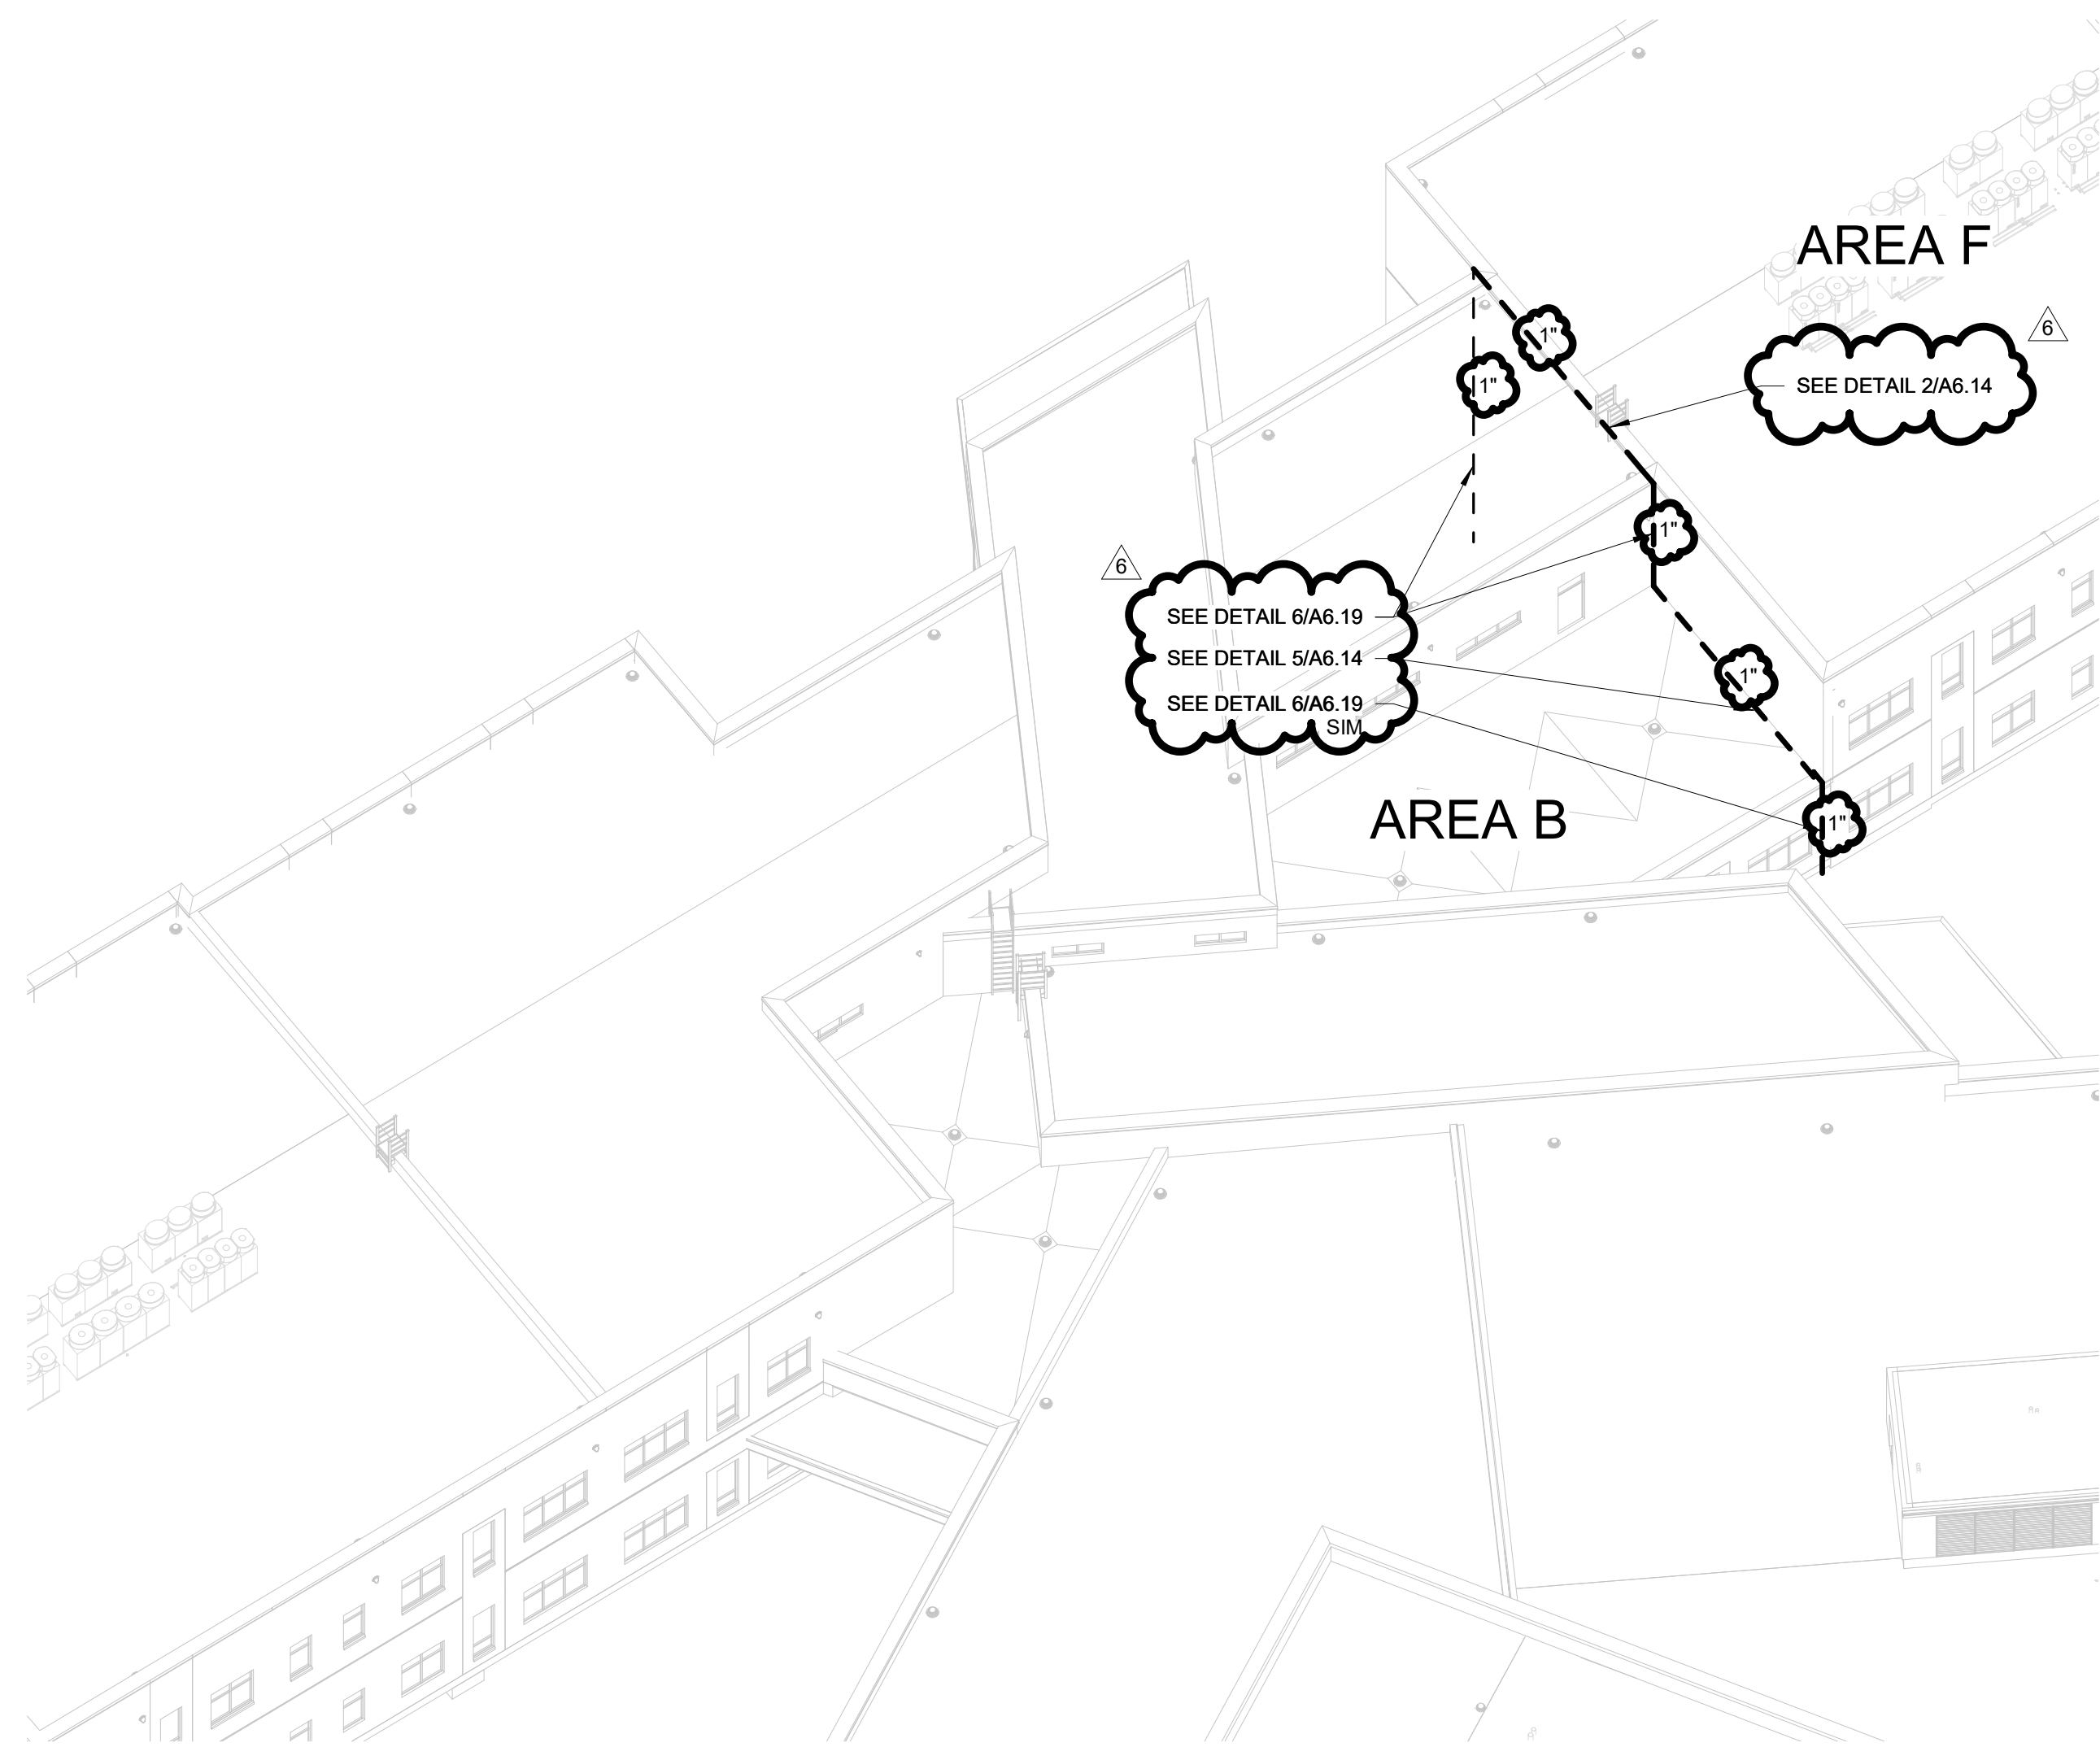 AREA F
6
1"
SEE DETAIL 2/A6.14
1"
1"
6
SEE DETAIL 6/A6.19
SEE DETAIL 5/A6.14
1"
SEE DETAIL 6/A6.19
SIM
AREA B
1"